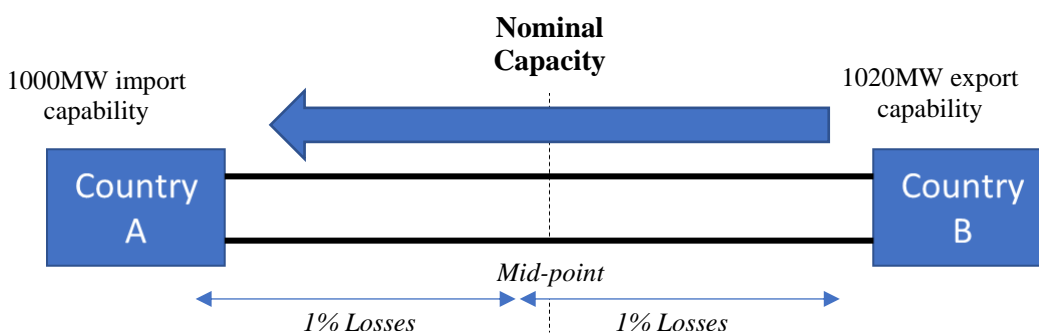 Nominal
Capacity
1000MW import
capability
1020MW export
capability
Country
A
Country
B
Mid-point
1% Losses
1% Losses